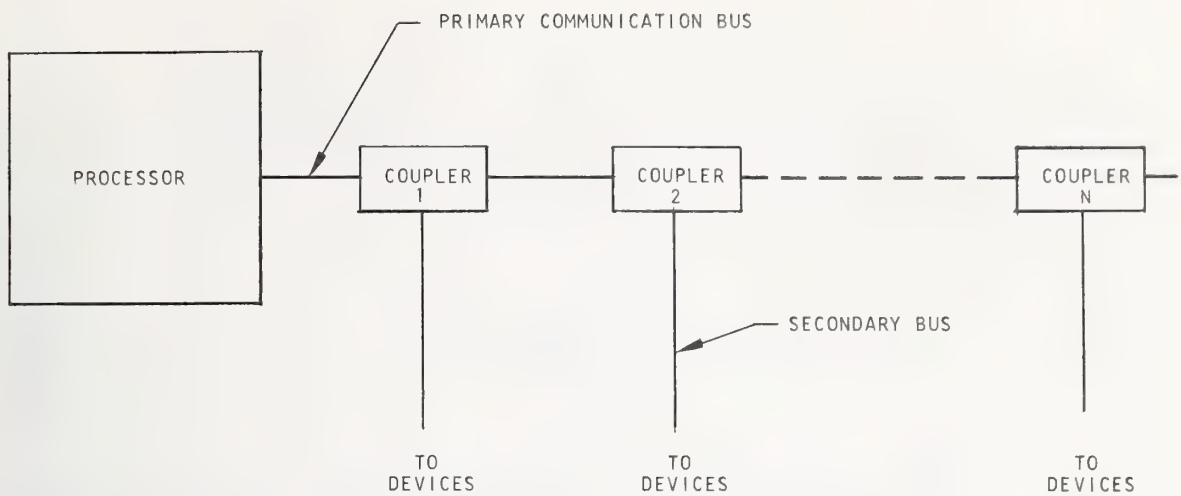 PRIMARY COMMUNICATION BUS
PROCESSOR
COUPLER
1
COUPLER
2
COUPLER
N
SECONDARY BUS
TO
DEVICES
TO
DEVICES
TO
DEVICES